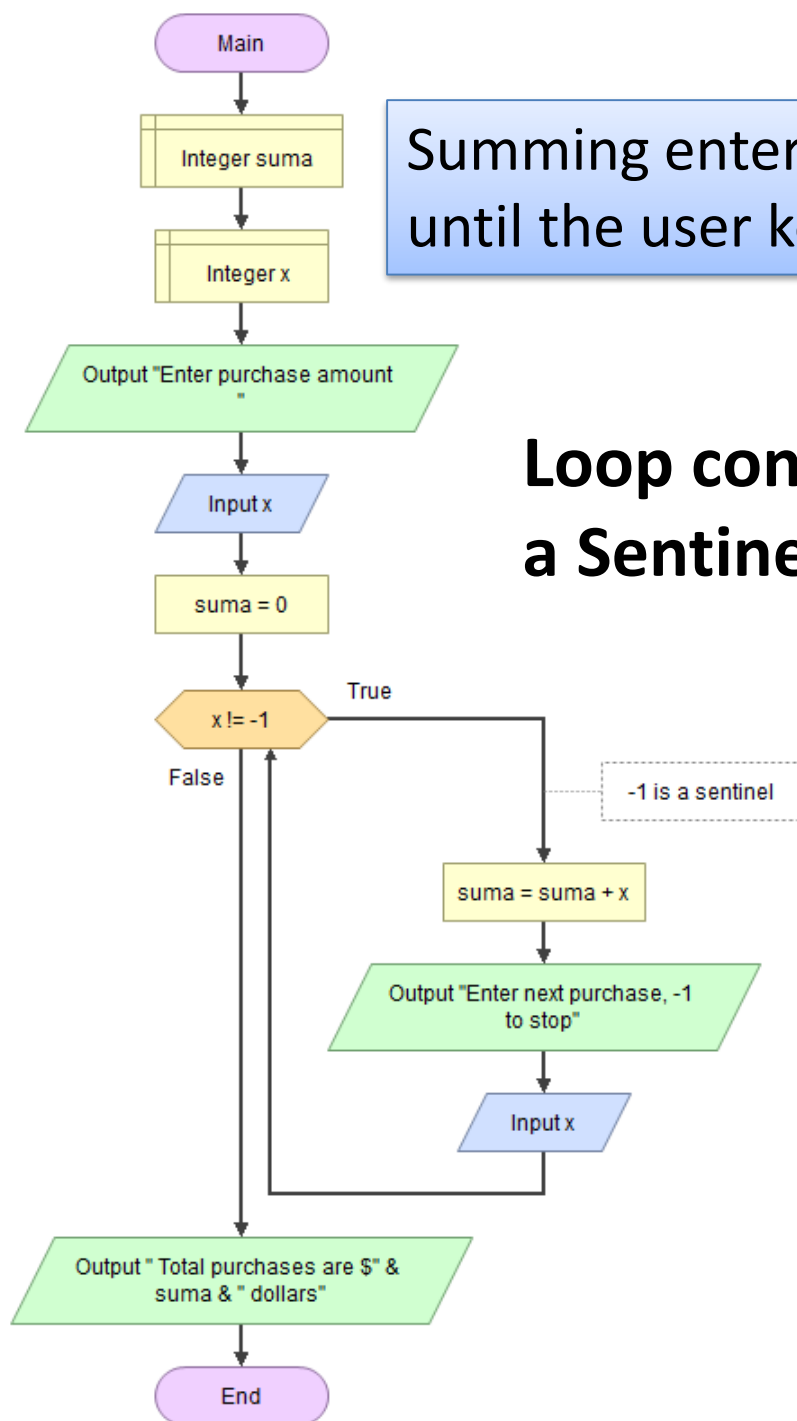 Main
Integer suma
Summing enter
until the user k
Integer x
Output "Enter purchase amount
"
Loop con
a Sentine
Input x
suma = 0
x != -1
True
False
-1 is a sentinel
suma = suma + x
Output "Enter next purchase, -1
to stop"
Input x
Output " Total purchases are $" &
suma & " dollars"
End